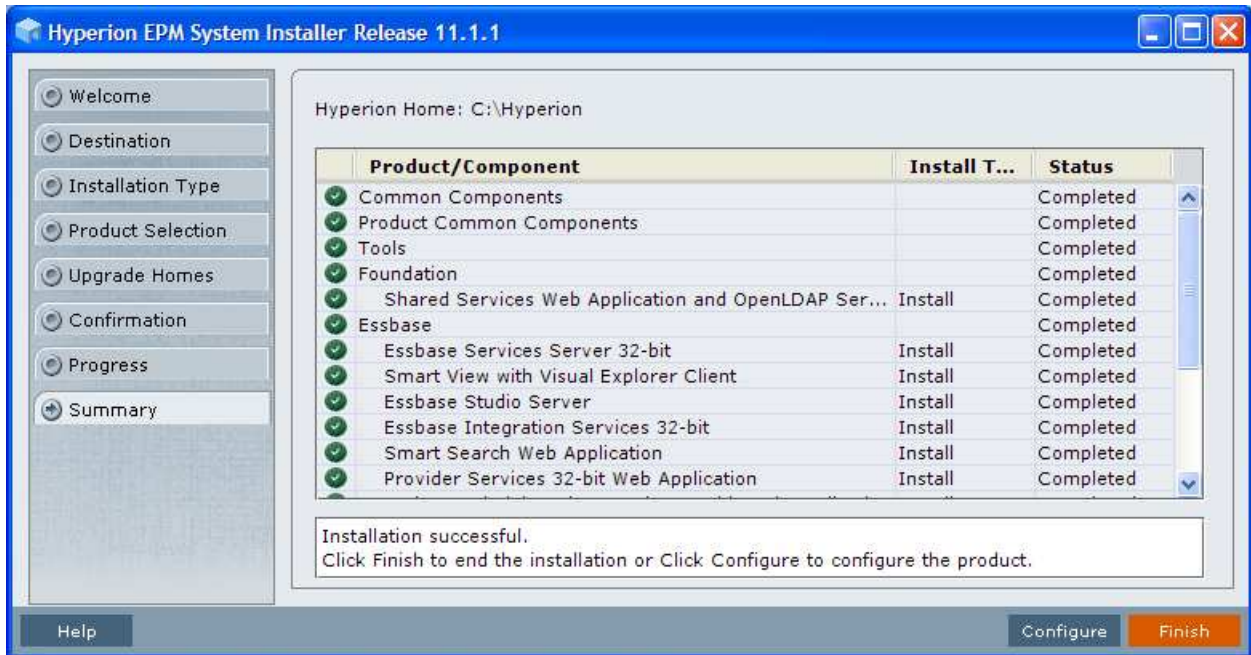 Hyperion EPM System Installer Release 11.1.1
Welcome
Destination
Installation Type
Product Selection
Upgrade Homes
Confirmation
Progress
Summary
Hyperion Home: C:\Hyperion
Product/Component Install T... Status
Common Components Completed
Product Common Components Completed
Tools Completed
Foundation Completed
Shared Services Web Application and OpenLDAP Ser... Install Completed
Essbase Completed
Essbase Services Server 32-bit Install Completed
Smart View with Visual Explorer Client Install Completed
Essbase Studio Server Install Completed
Essbase Integration Services 32-bit Install Completed
Smart Search Web Application Install Completed
Provider Services 32-bit Web Application Install Completed
Installation successful.
Click Finish to end the installation or Click Configure to configure the product.
Help Configure Finish